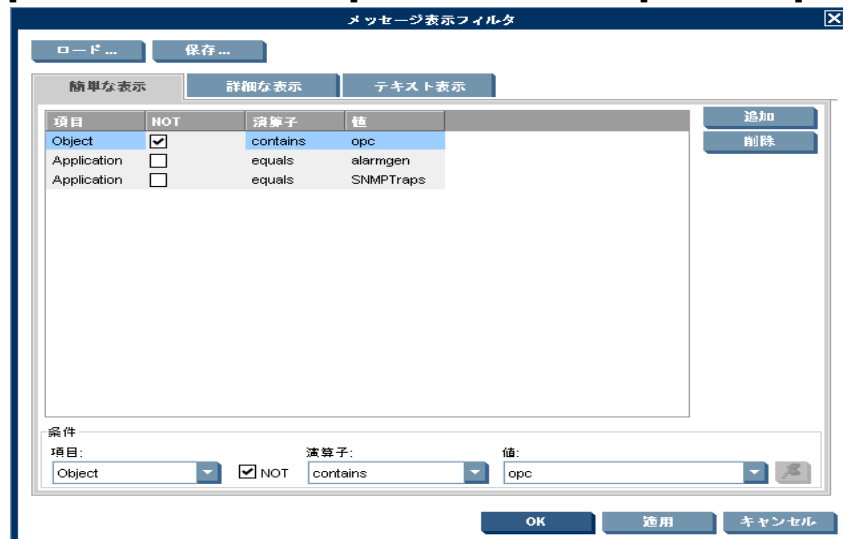 メッセージ表示フィルタ
ロード... 保存...
簡単な表示 詳細な表示 テキスト表示
項目 NOT 演算子 値
Object contains opc
Application equals alarmgen
Application equals SNMPTraps
追加
削除
条件
項目: 演算子: 値:
Object NOT contains opc
OK 適用 キャンセル